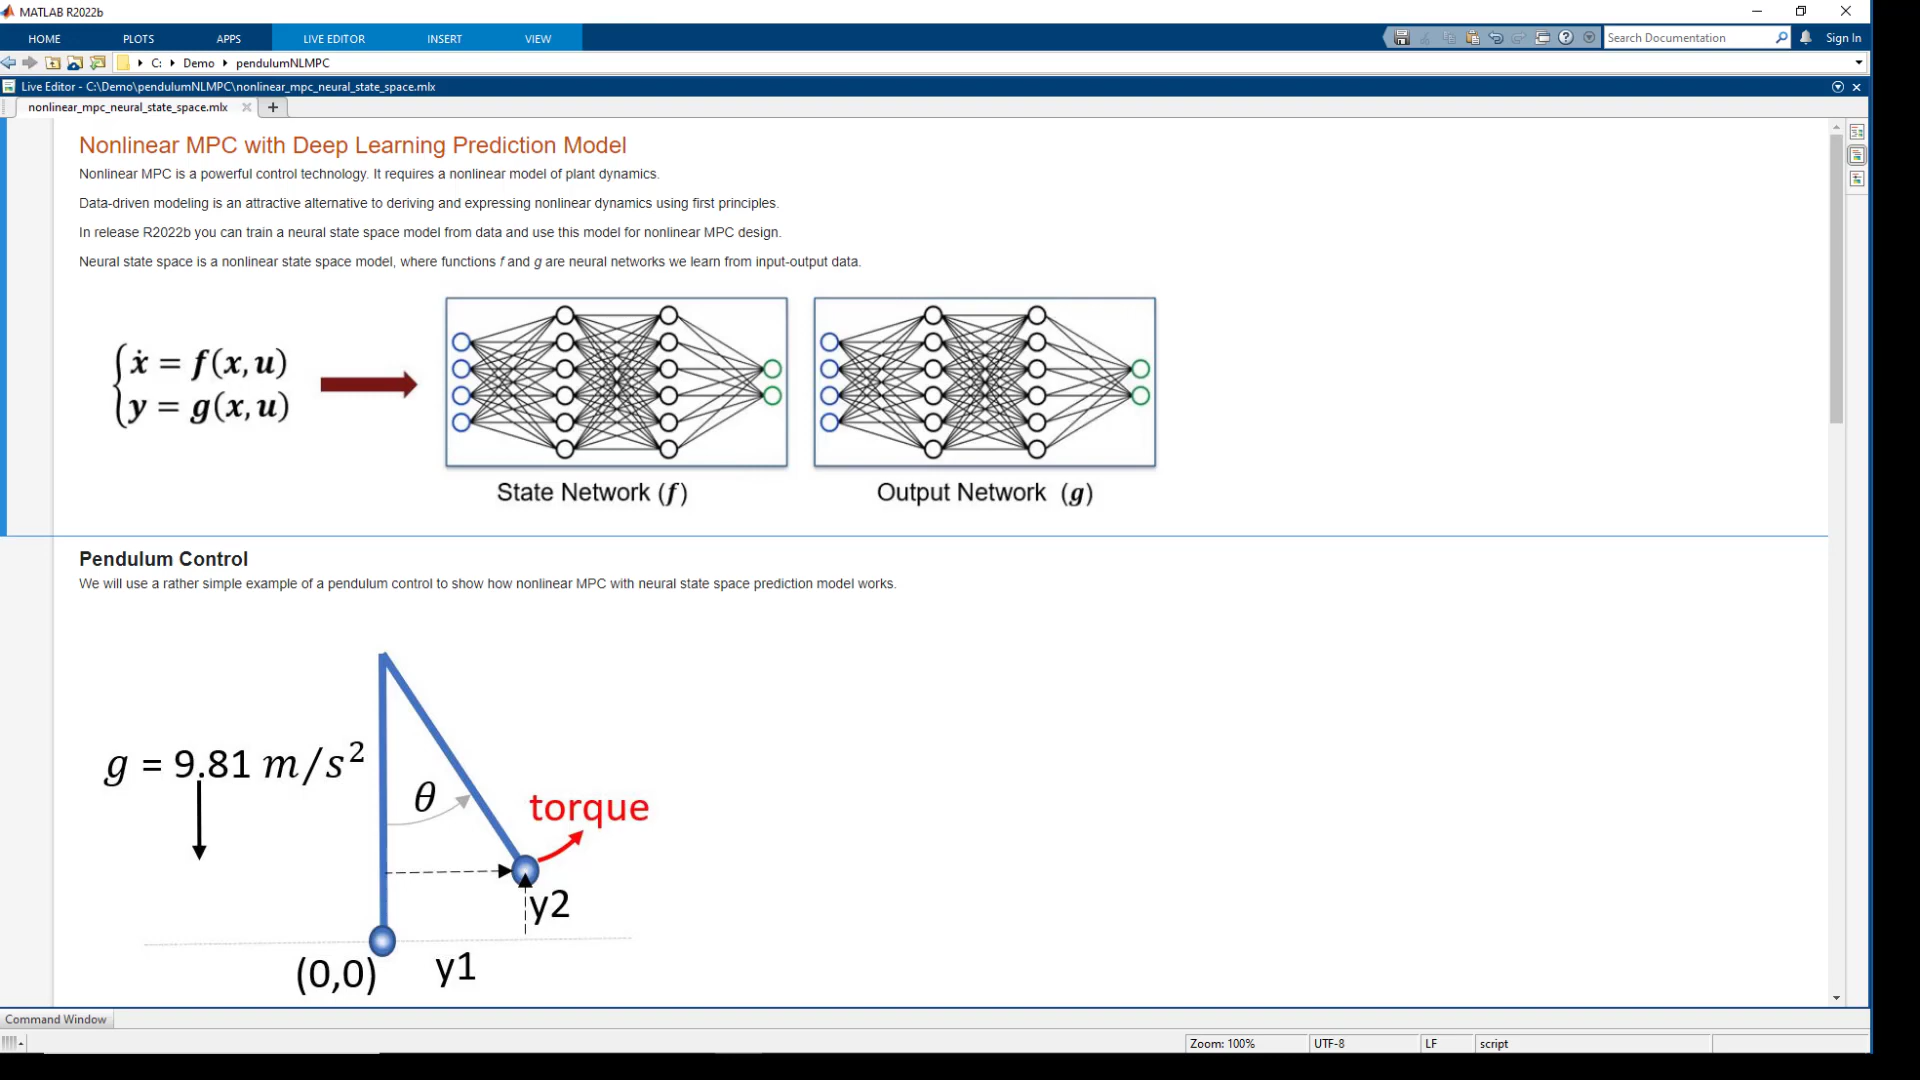 MATLAB R2022b
HOME PLOTS APPS LIVE EDITOR INSERT VIEW Search Documentation Sign In
C: Demo pendulumNLMPC
Live Editor - C:\Demo\pendulumNLMPC\nonlinear_mpc_neural_state_space.mlx
nonlinear_mpc_neural_state_space.mlx
Nonlinear MPC with Deep Learning Prediction Model
Nonlinear MPC is a powerful control technology. It requires a nonlinear model of plant dynamics.
Data-driven modeling is an attractive alternative to deriving and expressing nonlinear dynamics using first principles.
In release R2022b you can train a neural state space model from data and use this model for nonlinear MPC design.
Neural state space is a nonlinear state space model, where functions f and g are neural networks we learn from input-output data.
ẋ = f(x, u)
y = g(x, u)
State Network (f) Output Network (g)
Pendulum Control
We will use a rather simple example of a pendulum control to show how nonlinear MPC with neural state space prediction model works.
g = 9.81 m/s²
θ
torque
y2
(0,0) y1
Command Window
Zoom: 100% UTF-8 LF script